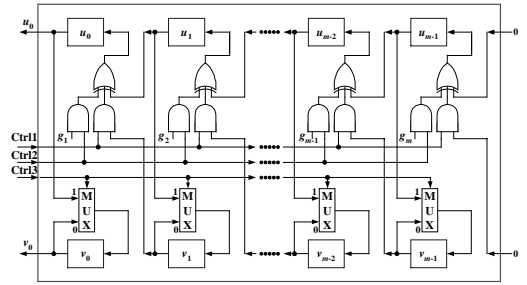 u0 u0 u1 ••••• um-2 um-1 0
g1 g2 gm-1 gm
Ctrl1
Ctrl2
Ctrl3
1 M U X 0 1 M U X 0 1 M U X 0 1 M U X 0
v0 v0 v1 ••••• vm-2 vm-1 0